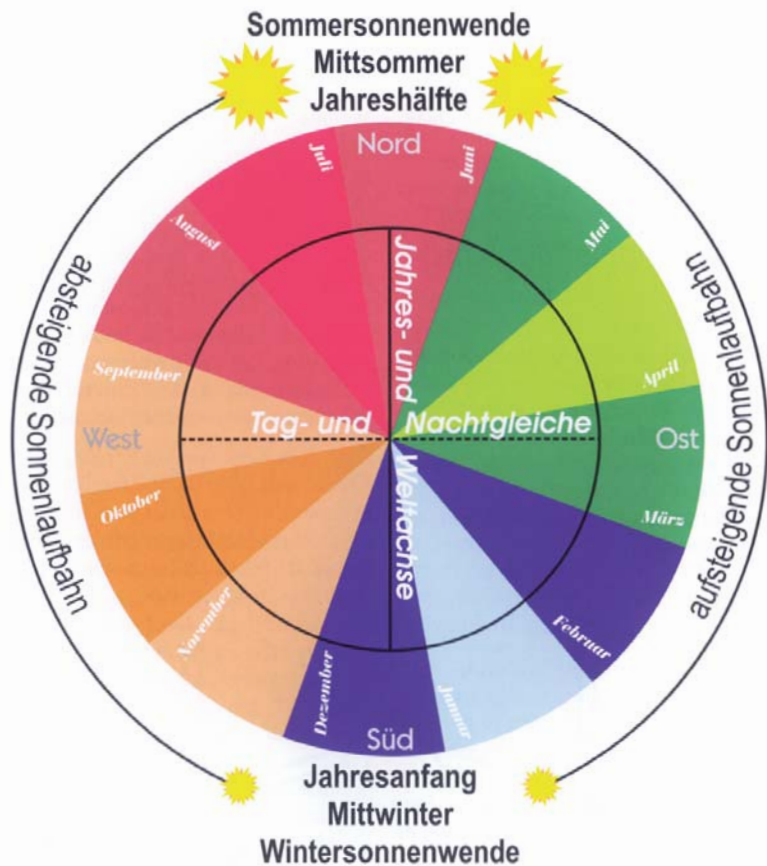 Sommersonnenwende
Mittsommer
Jahreshälfte
Nord
Juli
Juni
August
Mai
absteigende Sonnenlaufbahn
aufsteigende Sonnenlaufbahn
Jahres- und
September
April
Tag- und Nachtgleiche
West
Ost
Weltachse
Oktober
März
November
Februar
Dezember
Januar
Süd
Jahresanfang
Mittwinter
Wintersonnenwende